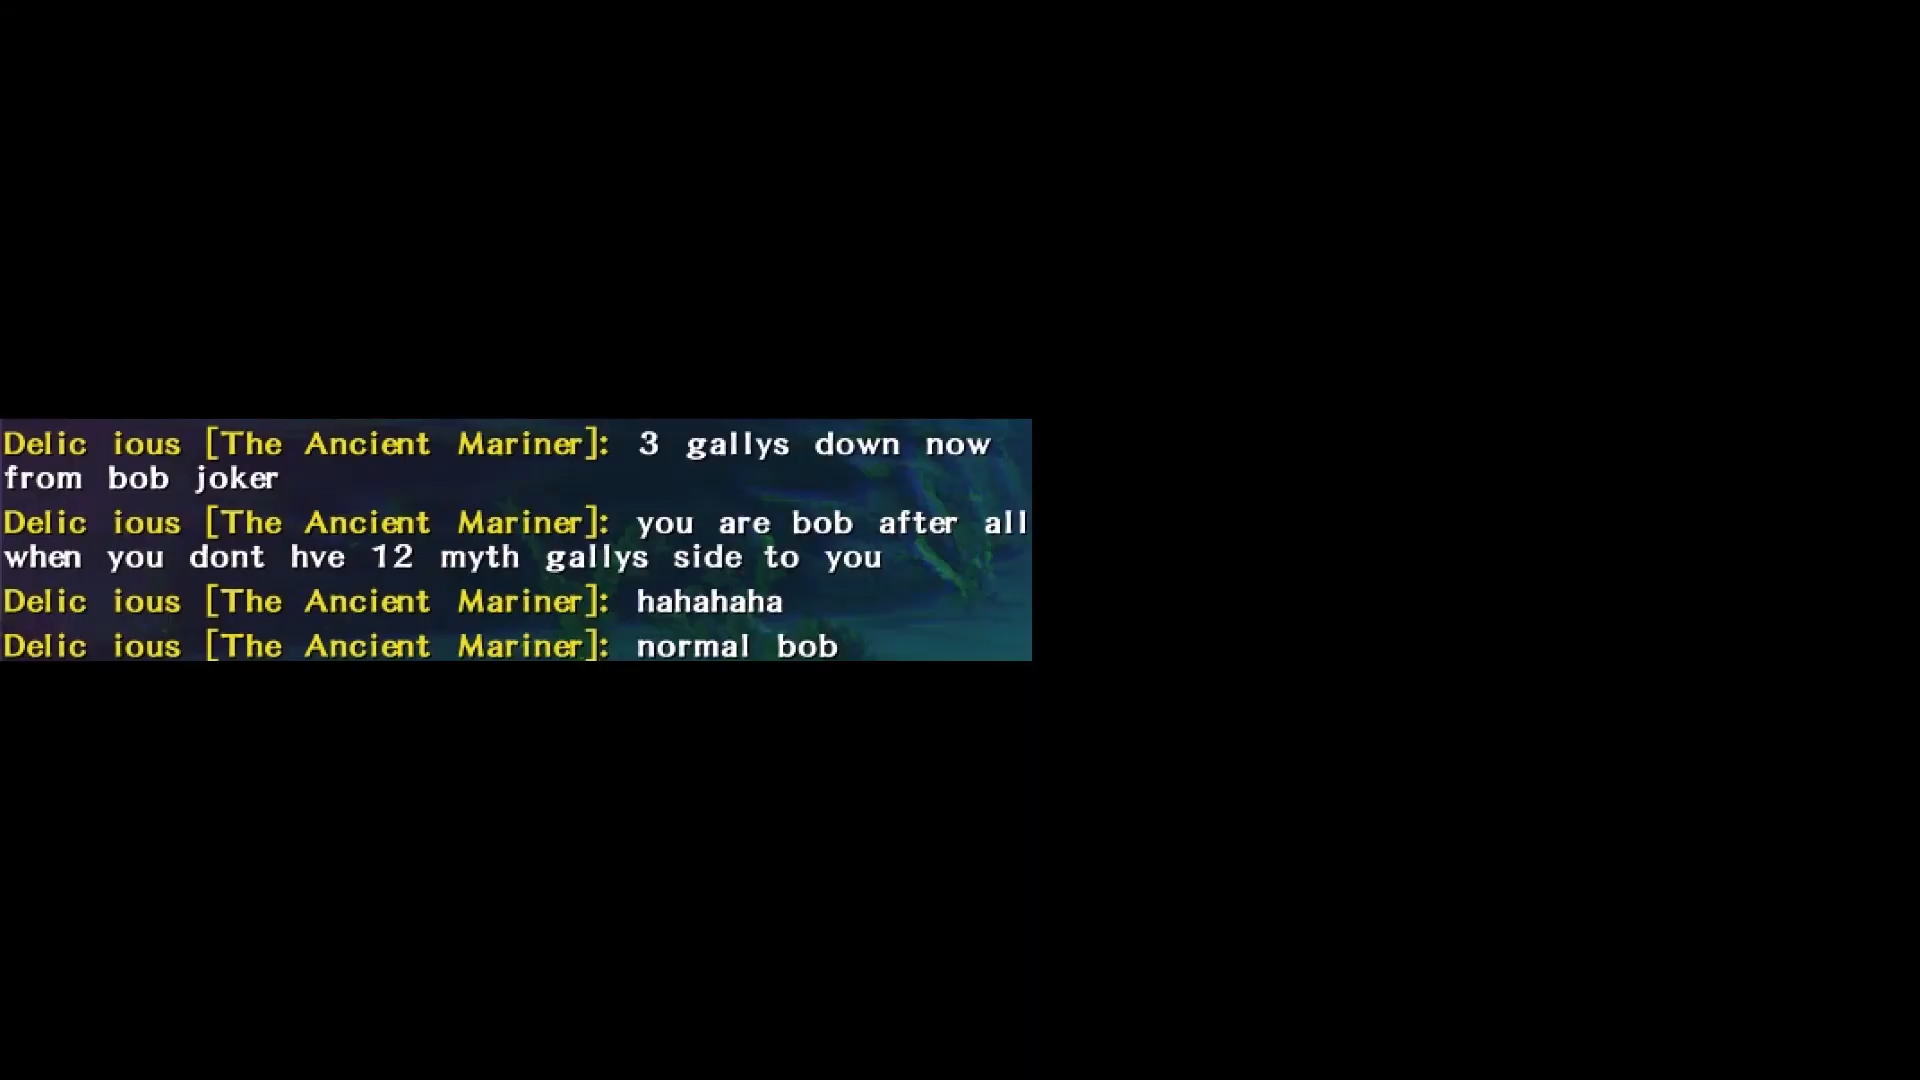 Delic ious [The Ancient Mariner]: 3 gallys down now
from bob joker
Delic ious [The Ancient Mariner]: you are bob after all
when you dont hve 12 myth gallys side to you
Delic ious [The Ancient Mariner]: hahahaha
Delic ious [The Ancient Mariner]: normal bob